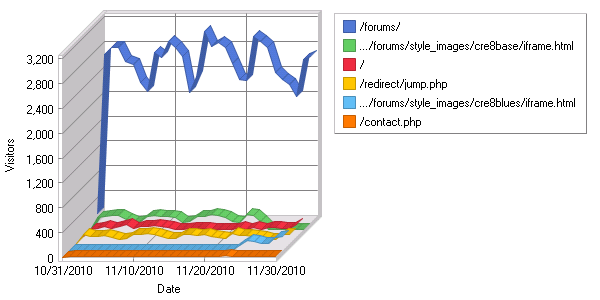 3,200
2,800
2,400
2,000
1,600
1,200
800
400
0
Visitors
10/31/2010 11/10/2010 11/20/2010 11/30/2010
Date
/forums/
.../forums/style_images/cre8base/iframe.html
/
/redirect/jump.php
.../forums/style_images/cre8blues/iframe.html
/contact.php